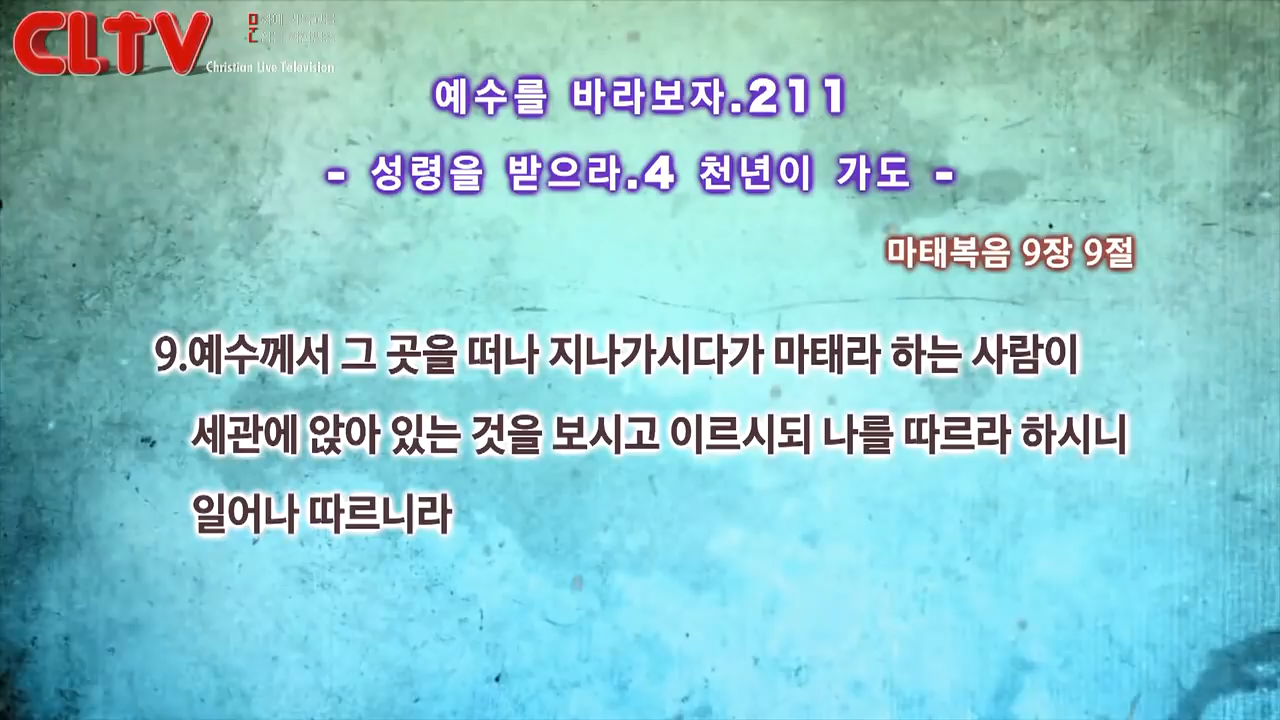 CLTV
Christian Live Television
예수를 바라보자.211
- 성령을 받으라.4 천년이 가도 -
마태복음 9장 9절
9.예수께서 그 곳을 떠나 지나가시다가 마태라 하는 사람이
세관에 앉아 있는 것을 보시고 이르시되 나를 따르라 하시니
일어나 따르니라